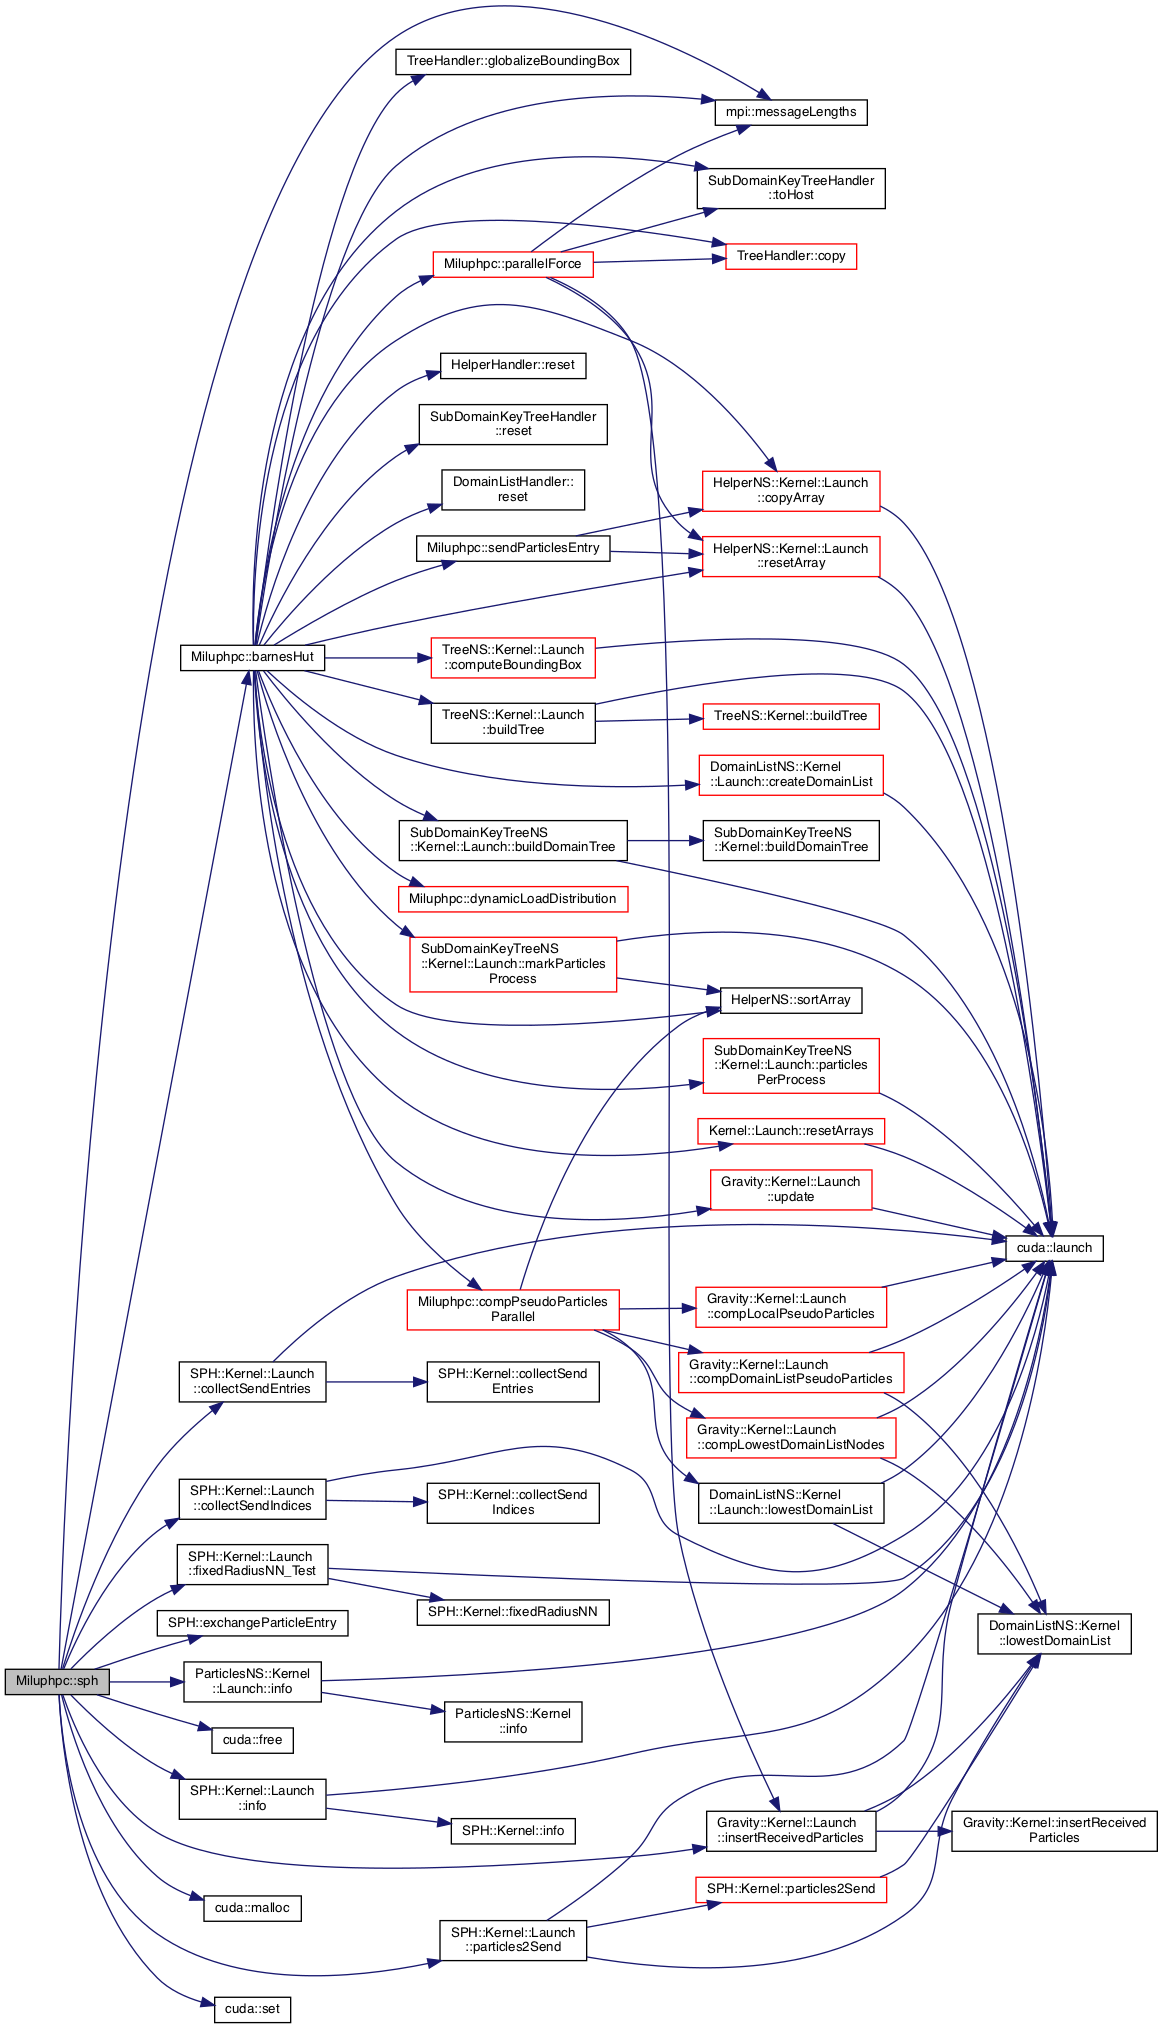 TreeHandler::globalizeBoundingBox
mpi::messageLengths
SubDomainKeyTreeHandler
::toHost
TreeHandler::copy
Miluphpc::parallelForce
HelperHandler::reset
SubDomainKeyTreeHandler
::reset
DomainListHandler::
reset
HelperNS::Kernel::Launch
::copyArray
Miluphpc::sendParticlesEntry
HelperNS::Kernel::Launch
::resetArray
Miluphpc::barnesHut
TreeNS::Kernel::Launch
::computeBoundingBox
TreeNS::Kernel::Launch
::buildTree
TreeNS::Kernel::buildTree
DomainListNS::Kernel
::Launch::createDomainList
SubDomainKeyTreeNS
::Kernel::Launch::buildDomainTree
SubDomainKeyTreeNS
::Kernel::buildDomainTree
Miluphpc::dynamicLoadDistribution
SubDomainKeyTreeNS
::Kernel::Launch::markParticles
Process
HelperNS::sortArray
SubDomainKeyTreeNS
::Kernel::Launch::particles
PerProcess
Kernel::Launch::resetArrays
Gravity::Kernel::Launch
::update
cuda::launch
Miluphpc::compPseudoParticles
Parallel
Gravity::Kernel::Launch
::compLocalPseudoParticles
SPH::Kernel::Launch
::collectSendEntries
SPH::Kernel::collectSend
Entries
Gravity::Kernel::Launch
::compDomainListPseudoParticles
Gravity::Kernel::Launch
::compLowestDomainListNodes
SPH::Kernel::Launch
::collectSendIndices
SPH::Kernel::collectSend
Indices
DomainListNS::Kernel
::Launch::lowestDomainList
SPH::Kernel::Launch
::fixedRadiusNN_Test
SPH::Kernel::fixedRadiusNN
SPH::exchangeParticleEntry
DomainListNS::Kernel
::lowestDomainList
Miluphpc::sph
ParticlesNS::Kernel
::Launch::info
ParticlesNS::Kernel
::info
cuda::free
SPH::Kernel::Launch
::info
SPH::Kernel::info
Gravity::Kernel::Launch
::insertReceivedParticles
Gravity::Kernel::insertReceived
Particles
SPH::Kernel::particles2Send
cuda::malloc
SPH::Kernel::Launch
::particles2Send
cuda::set